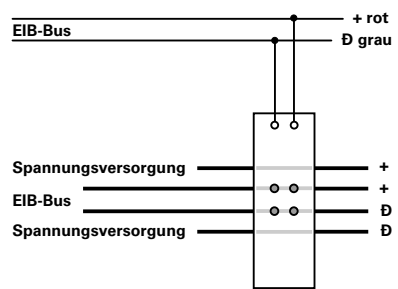 + rot
EIB-Bus
Đ grau
Spannungsversorgung +
+
EIB-Bus
Đ
Spannungsversorgung Đ